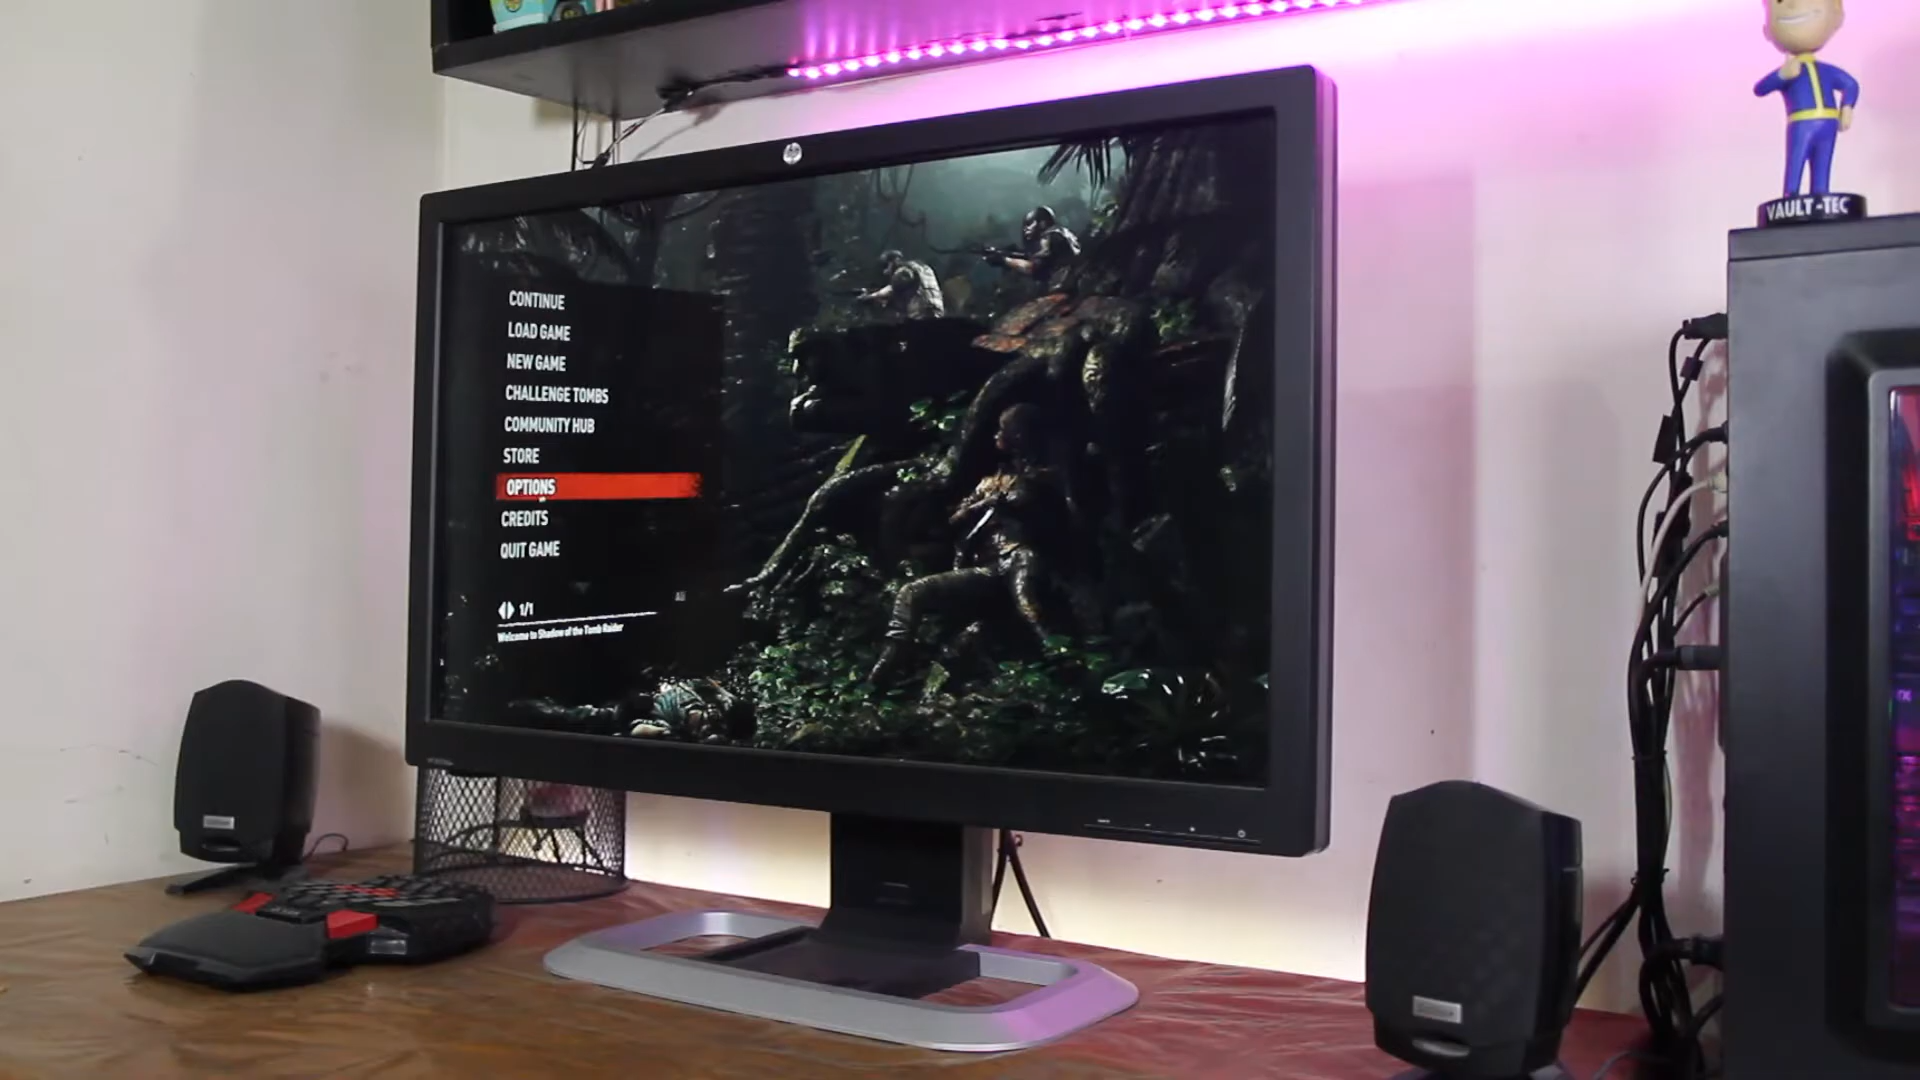 hp
VAULT-TEC
CONTINUE
LOAD GAME
NEW GAME
CHALLENGE TOMBS
COMMUNITY HUB
STORE
OPTIONS
CREDITS
QUIT GAME
1/1
Welcome to Shadow of the Tomb Raider